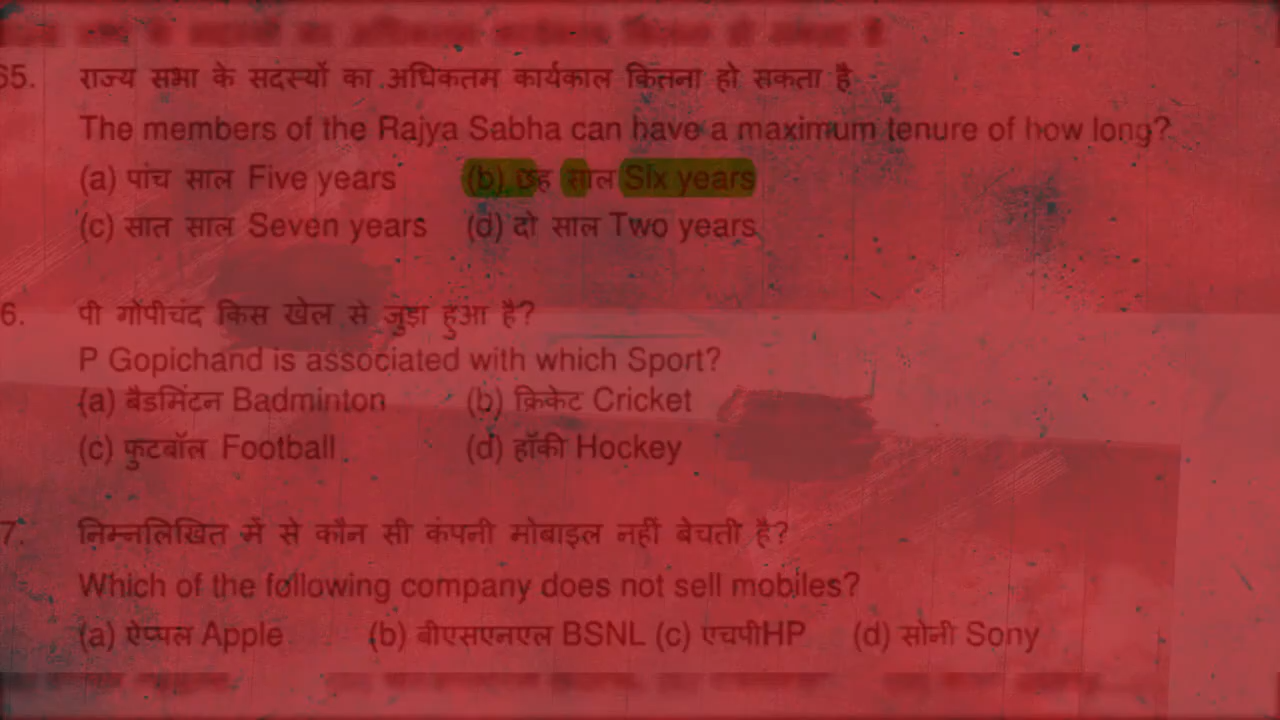 65. राज्य सभा के सदस्यों का अधिकतम कार्यकाल कितना हो सकता है
The members of the Rajya Sabha can have a maximum tenure of how long?
(a) पांच साल Five years (b) छह साल Six years
(c) सात साल Seven years (d) दो साल Two years
6. पी गोपीचंद किस खेल से जुड़ा हुआ है?
P Gopichand is associated with which Sport?
(a) बैडमिंटन Badminton (b) क्रिकेट Cricket
(c) फुटबॉल Football (d) हॉकी Hockey
7. निम्नलिखित में से कौन सी कंपनी मोबाइल नहीं बेचती है?
Which of the following company does not sell mobiles?
(a) ऐप्पल Apple (b) बीएसएनएल BSNL (c) एचपीHP (d) सोनी Sony